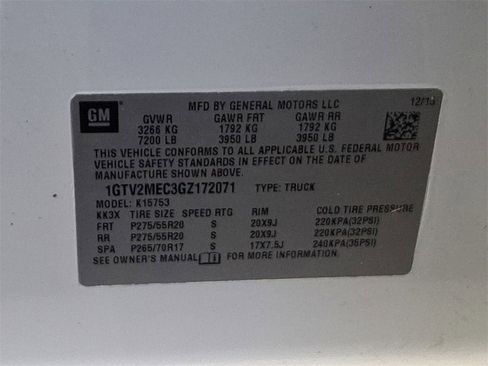 GM
MFD BY GENERAL MOTORS LLC
GVWR GAWR FRT GAWR RR
3266 KG 1792 KG 1792 KG
7200 LB 3950 LB 3950 LB
THIS VEHICLE CONFORMS TO ALL APPLICABLE U.S. FEDERAL MOTOR
VEHICLE SAFETY STANDARDS IN EFFECT ON THE DATE OF
MANUFACTURE SHOWN ABOVE.
1GTV2MEC3GZ172071 TYPE: TRUCK
MODEL: K15753
KK3X TIRE SIZE SPEED RTG RIM COLD TIRE PRESSURE
FRT P275/55R20 S 20X9J 220KPA(32PSI)
RR P275/55R20 S 20X9J 220KPA(32PSI)
SPA P265/70R17 S 17X7.5J 240KPA(35PSI)
SEE OWNER'S MANUAL FOR MORE INFORMATION.